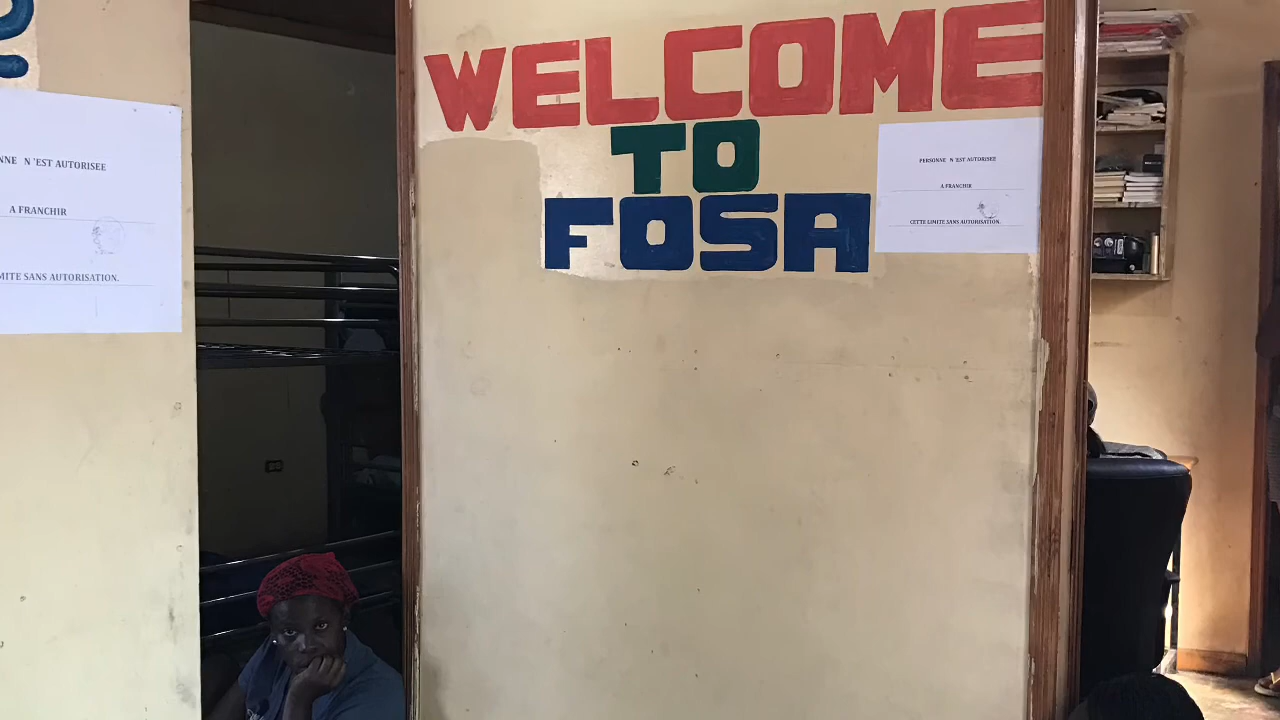 NNE N'EST AUTORISEE
A FRANCHIR
MITE SANS AUTORISATION.
WELCOME
TO
FOSA
PERSONNE N'EST AUTORISEE
A FRANCHIR
CETTE LIMITE SANS AUTORISATION.